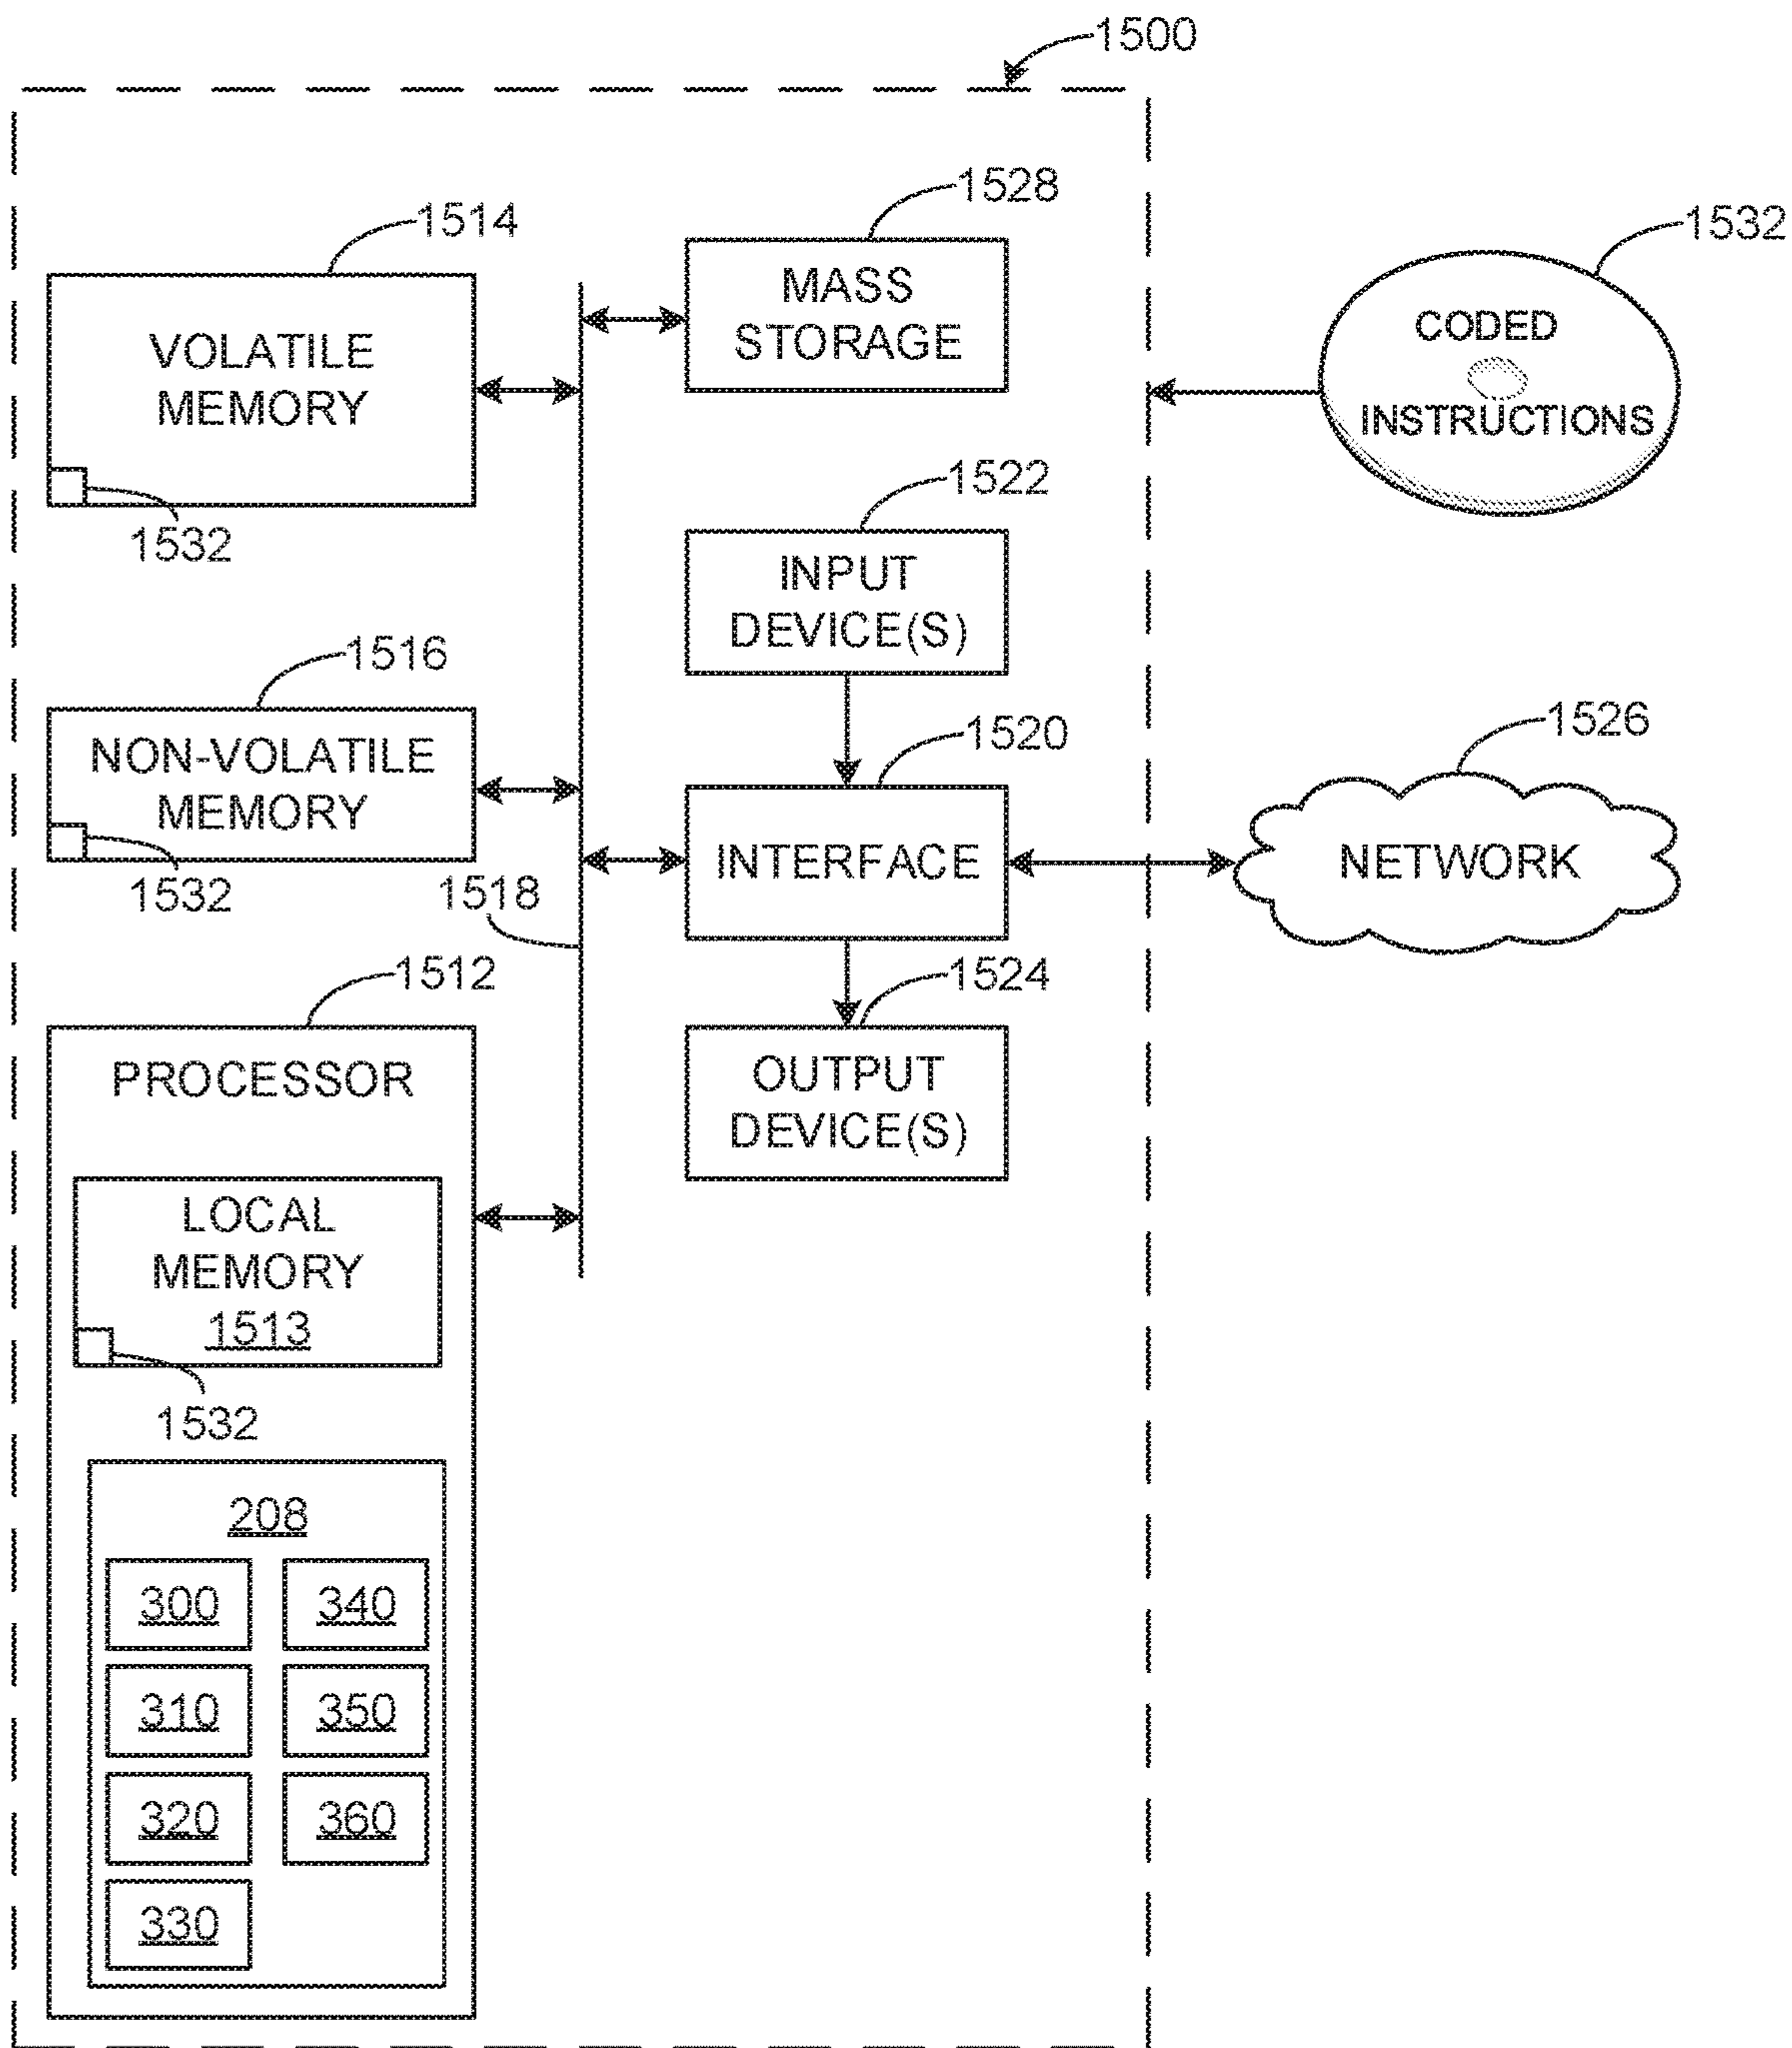 1500
1528
1514
1532
MASS
STORAGE
VOLATILE
MEMORY
CODED
INSTRUCTIONS
1532
1522
INPUT
DEVICE(S)
1516
1526
1520
NON-VOLATILE
MEMORY
INTERFACE
NETWORK
1532
1518
1512
1524
PROCESSOR
OUTPUT
DEVICE(S)
LOCAL
MEMORY
1513
1532
208
300
340
310
350
320
360
330